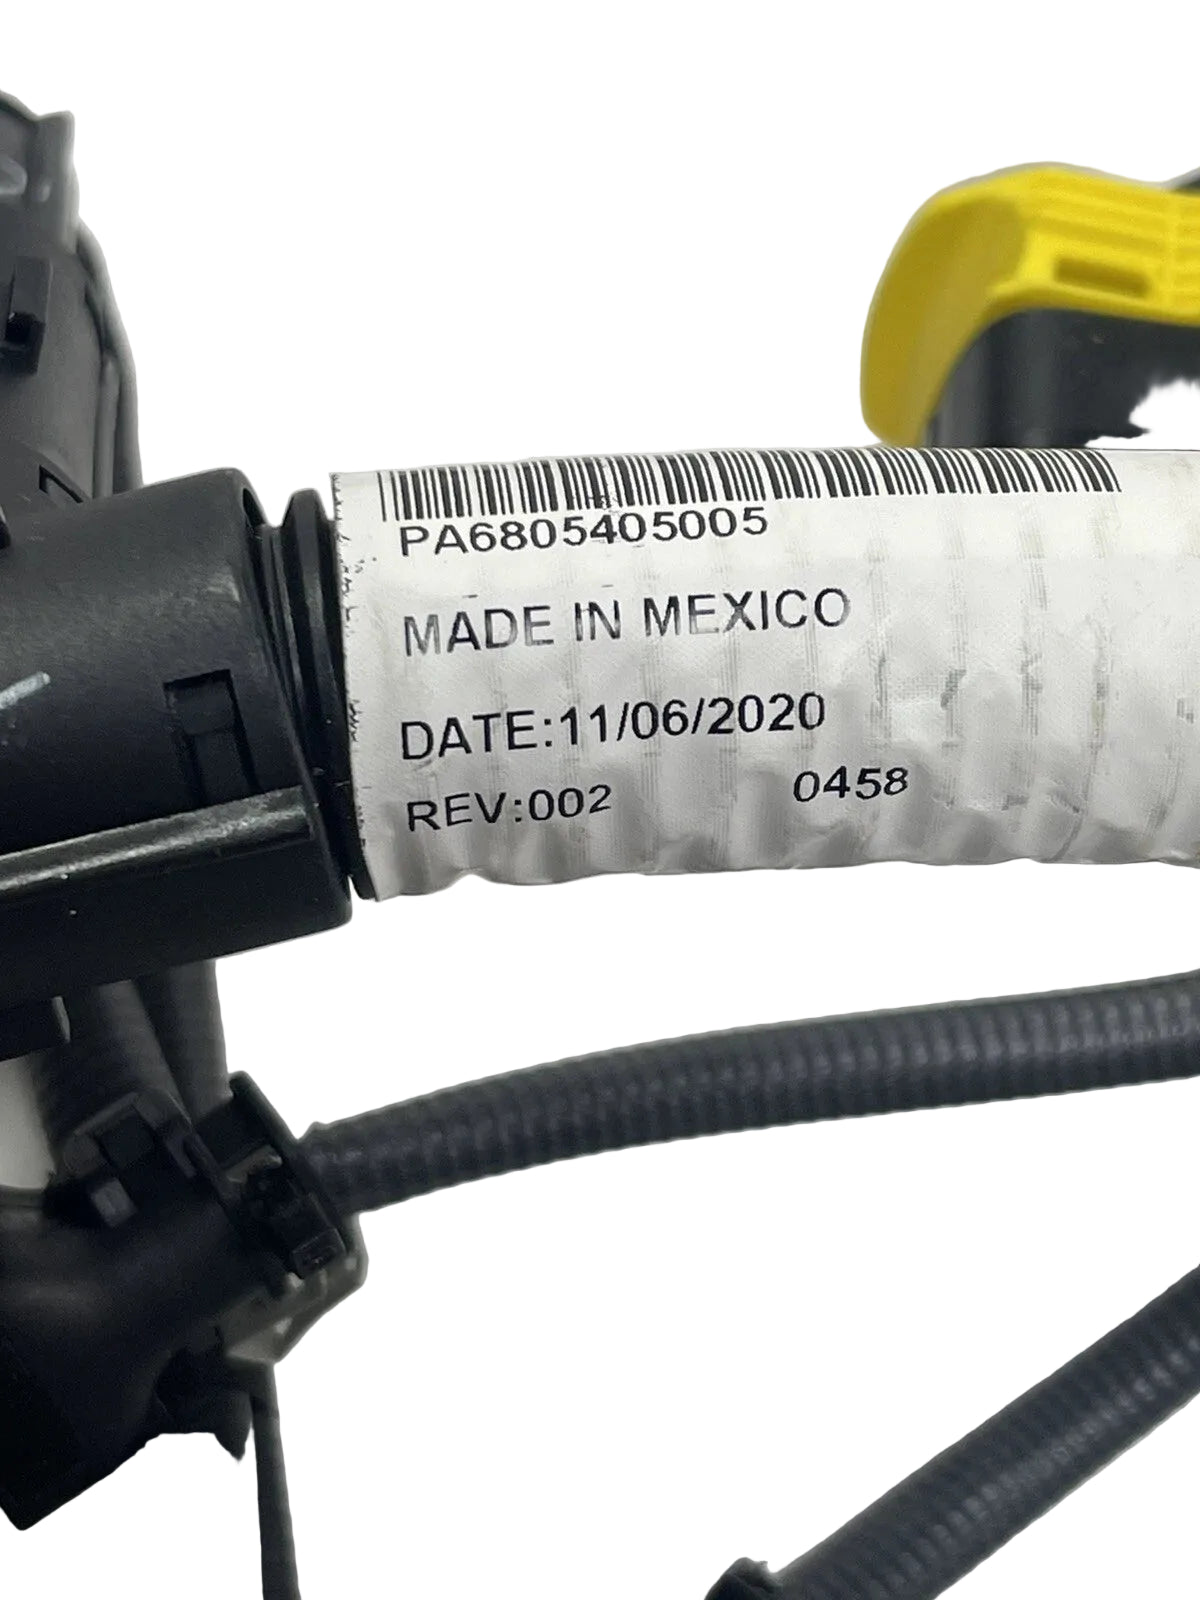 PA6805405005
MADE IN MEXICO
DATE:11/06/2020
REV:002 0458